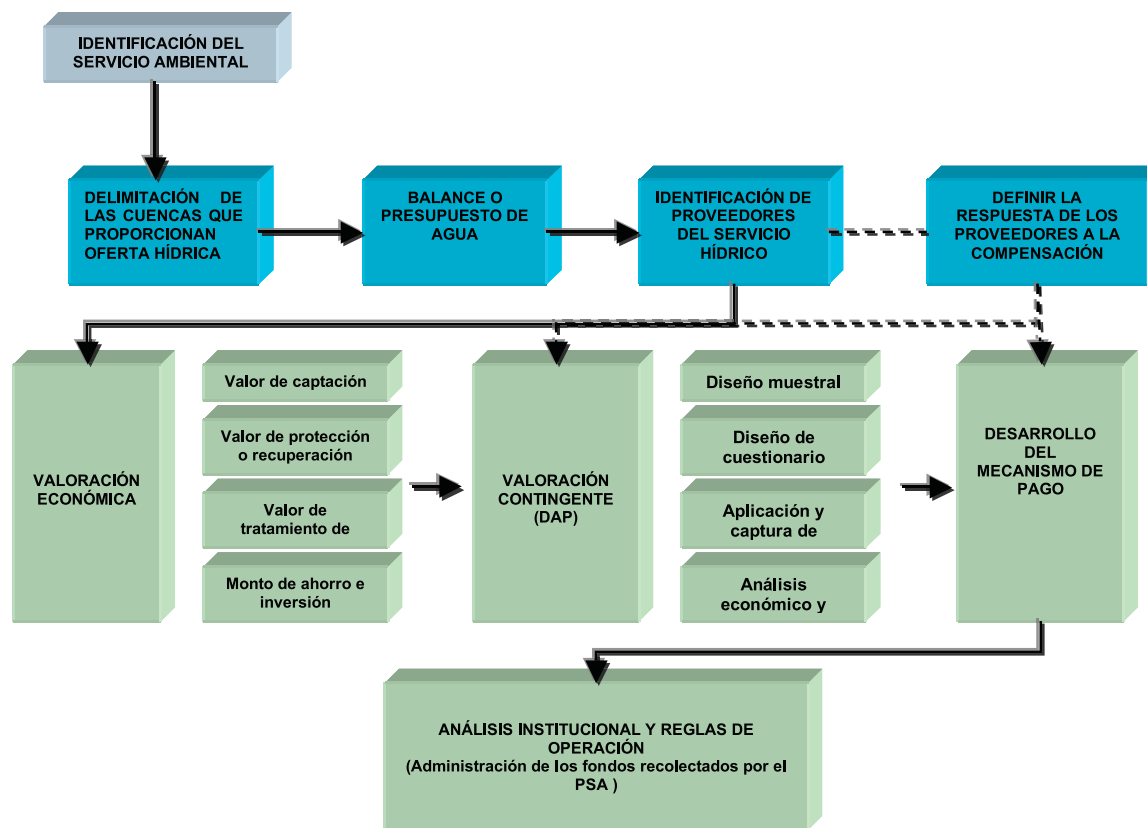 IDENTIFICACIÓN DEL
SERVICIO AMBIENTAL
DELIMITACIÓN DE
LAS CUENCAS QUE
PROPORCIONAN
OFERTA HÍDRICA
BALANCE O
PRESUPUESTO DE
AGUA
IDENTIFICACIÓN DE
PROVEEDORES
DEL SERVICIO
HÍDRICO
DEFINIR LA
RESPUESTA DE LOS
PROVEEDORES A LA
COMPENSACIÓN
VALORACIÓN
ECONÓMICA
Valor de captación
Valor de protección
o recuperación
Valor de
tratamiento de
Monto de ahorro e
inversión
VALORACIÓN
CONTINGENTE
(DAP)
Diseño muestral
Diseño de
cuestionario
Aplicación y
captura de
Análisis
económico y
DESARROLLO
DEL
MECANISMO DE
PAGO
ANÁLISIS INSTITUCIONAL Y REGLAS DE
OPERACIÓN
(Administración de los fondos recolectados por el
PSA )